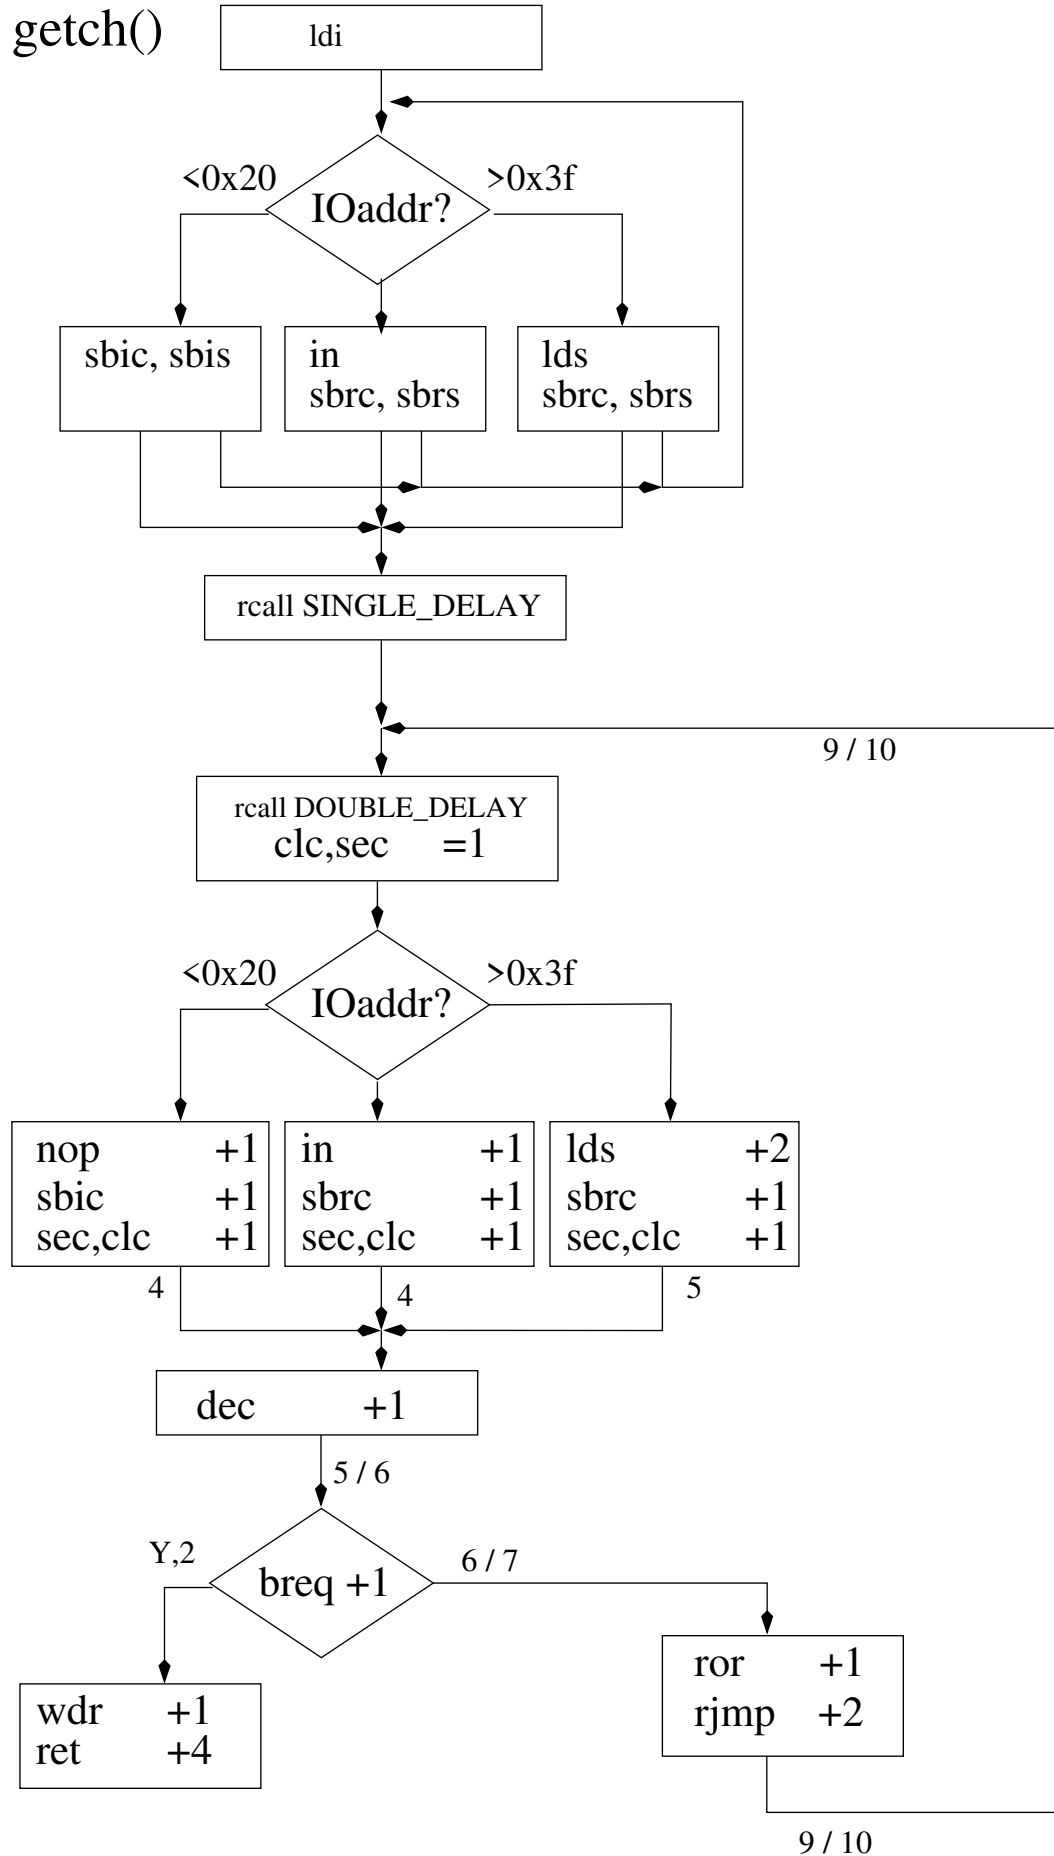 getch()
ldi
<0x20
>0x3f
IOaddr?
sbic, sbis
in
sbrc, sbrs
lds
sbrc, sbrs
rcall SINGLE_DELAY
9 / 10
rcall DOUBLE_DELAY
clc,sec =1
<0x20
>0x3f
IOaddr?
nop +1
sbic +1
sec,clc +1
in +1
sbrc +1
sec,clc +1
lds +2
sbrc +1
sec,clc +1
4
4
5
dec +1
5 / 6
Y,2
6 / 7
breq +1
ror +1
rjmp +2
wdr +1
ret +4
9 / 10